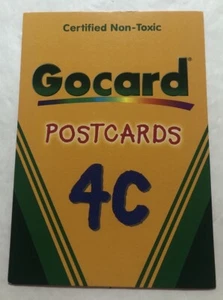 Certified Non-Toxic
Gocard®
POSTCARDS
4C